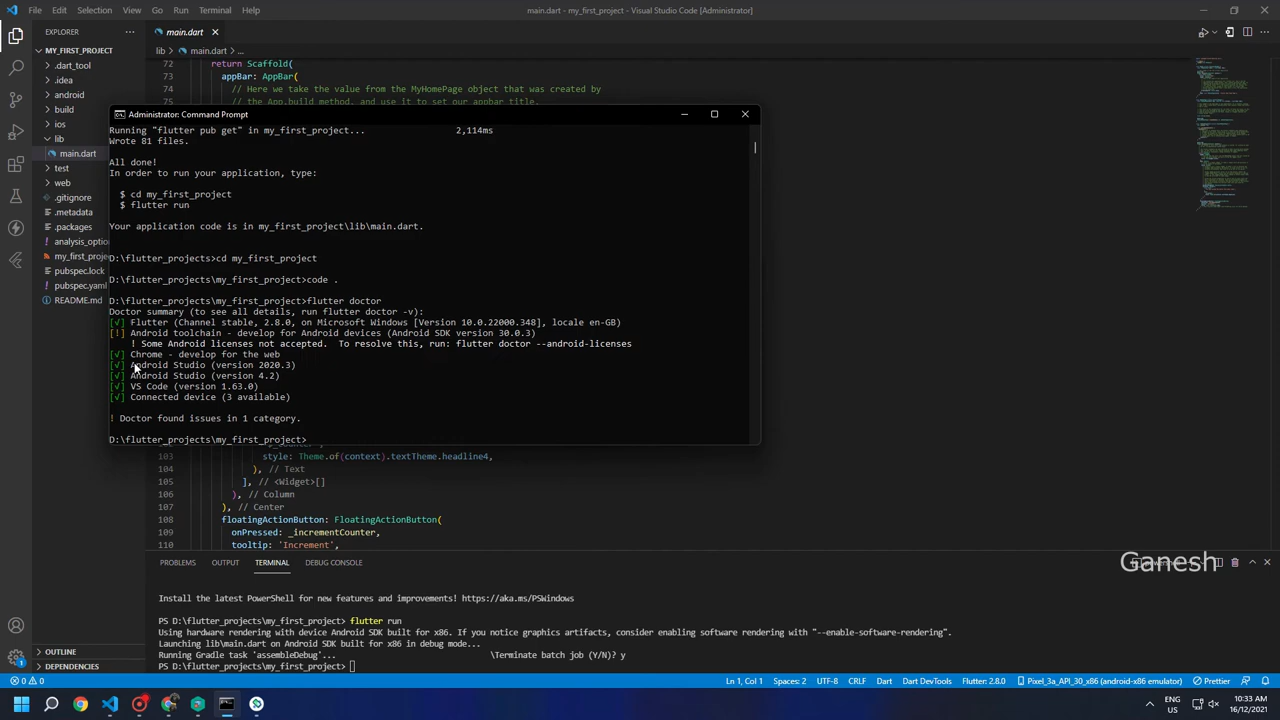 File Edit Selection View Go Run Terminal Help
main.dart - my_first_project - Visual Studio Code [Administrator]
EXPLORER
main.dart
MY_FIRST_PROJECT
lib > main.dart > ...
.dart_tool
.idea
android
build
ios
lib
main.dart
test
web
.gitignore
.metadata
.packages
analysis_optio
my_first_proje
pubspec.lock
pubspec.yaml
README.md
OUTLINE
DEPENDENCIES
72 return Scaffold(
73 appBar: AppBar(
74 // Here we take the value from the MyHomePage object that was created by
75 // the App.build method, and use it to set our appbar title.
Administrator: Command Prompt
Running "flutter pub get" in my_first_project... 2,114ms
Wrote 81 files.
All done!
In order to run your application, type:
$ cd my_first_project
$ flutter run
Your application code is in my_first_project\lib\main.dart.
D:\flutter_projects>cd my_first_project
D:\flutter_projects\my_first_project>code .
D:\flutter_projects\my_first_project>flutter doctor
Doctor summary (to see all details, run flutter doctor -v):
[√] Flutter (Channel stable, 2.8.0, on Microsoft Windows [Version 10.0.22000.348], locale en-GB)
[!] Android toolchain - develop for Android devices (Android SDK version 30.0.3)
! Some Android licenses not accepted. To resolve this, run: flutter doctor --android-licenses
[√] Chrome - develop for the web
[√] Android Studio (version 2020.3)
[√] Android Studio (version 4.2)
[√] VS Code (version 1.63.0)
[√] Connected device (3 available)
! Doctor found issues in 1 category.
D:\flutter_projects\my_first_project>
103 style: Theme.of(context).textTheme.headline4,
104 ), // Text
105 ], // <Widget>[]
106 ), // Column
107 ), // Center
108 floatingActionButton: FloatingActionButton(
109 onPressed: _incrementCounter,
110 tooltip: 'Increment',
PROBLEMS OUTPUT TERMINAL DEBUG CONSOLE
Ganesh
Install the latest PowerShell for new features and improvements! https://aka.ms/PSWindows
PS D:\flutter_projects\my_first_project> flutter run
Using hardware rendering with device Android SDK built for x86. If you notice graphics artifacts, consider enabling software rendering with "--enable-software-rendering".
Launching lib\main.dart on Android SDK built for x86 in debug mode...
Running Gradle task 'assembleDebug'... \Terminate batch job (Y/N)? y
PS D:\flutter_projects\my_first_project>
0 0 Ln 1, Col 1 Spaces: 2 UTF-8 CRLF Dart Dart DevTools Flutter: 2.8.0 Pixel_3a_API_30_x86 (android-x86 emulator) Prettier
ENG
US
10:33 AM
16/12/2021